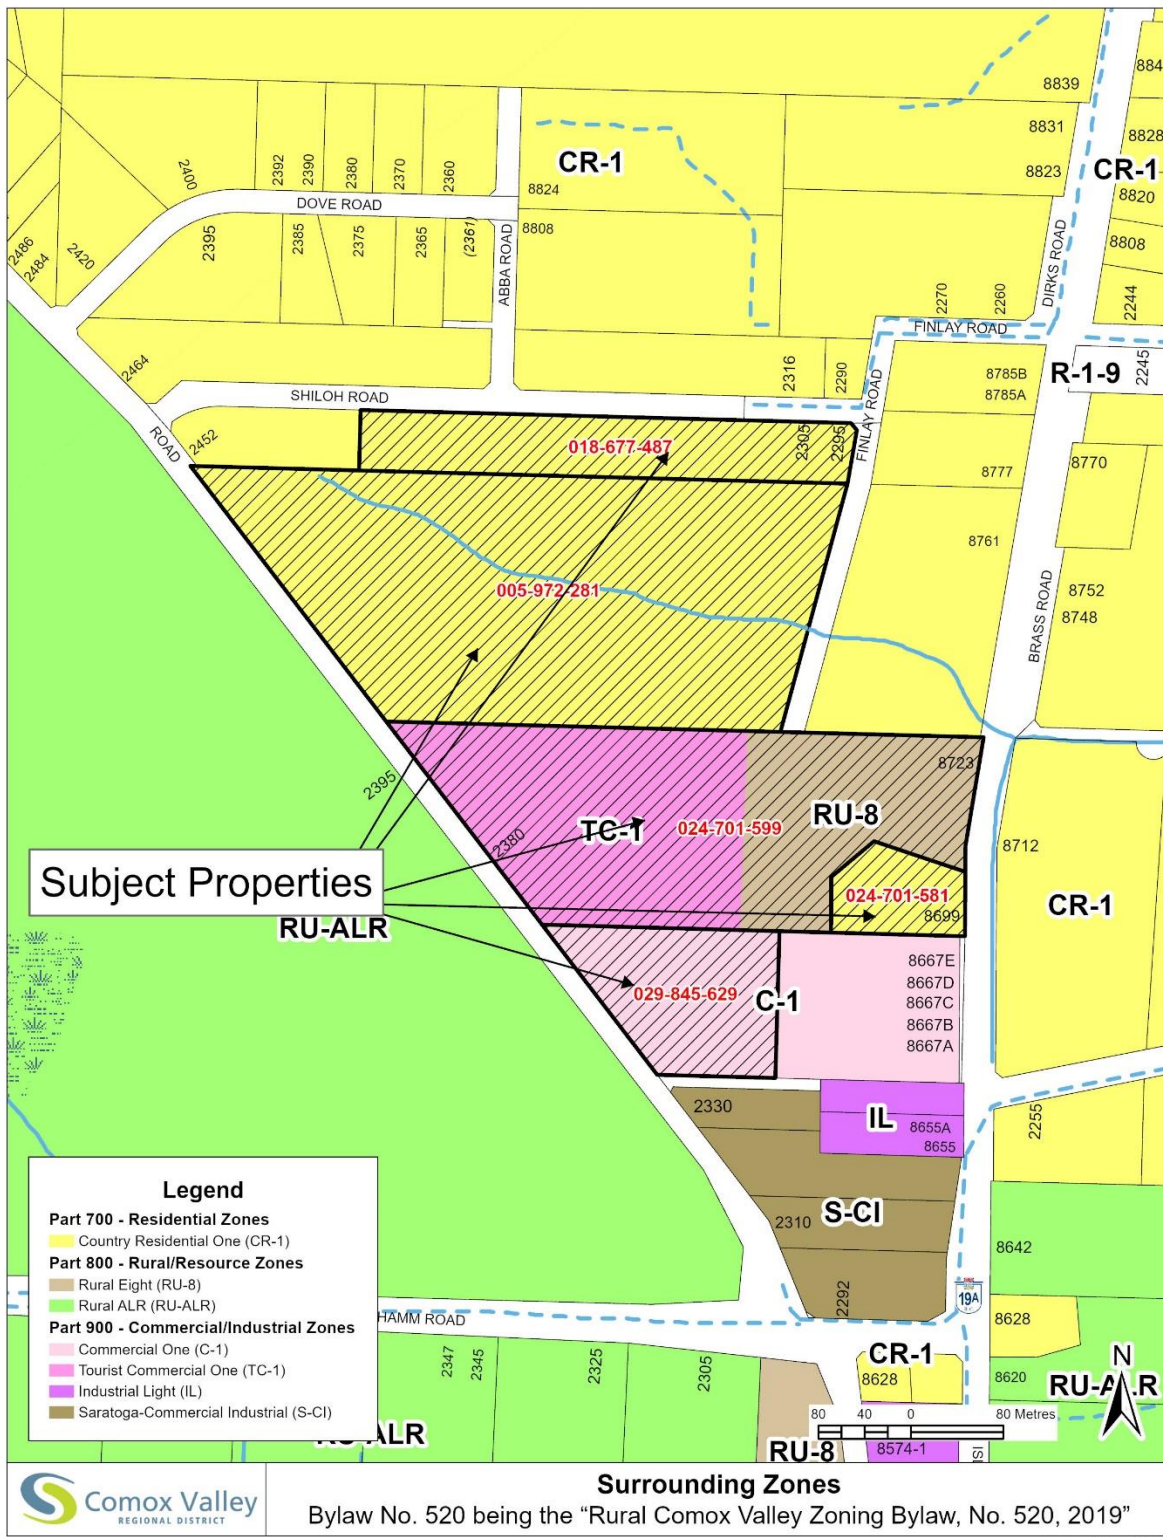 8839
884
8831
8828
8823
CR-1
CR-1
8824
8820
2400
2392
2390
2380
2370
2360
DOVE ROAD
8808
8808
2486
2484
2420
2395
2385
2375
2365
(2361)
ABBA ROAD
DIRKS ROAD
2270
2260
2244
FINLAY ROAD
2464
2316
2290
8785B
8785A
R-1-9
2245
SHILOH ROAD
FINLAY ROAD
ROAD
2452
018-677-487
2305
2295
8777
8770
8761
005-972-281
8752
8748
BRASS ROAD
8723
2395
2380
TC-1
024-701-599
RU-8
8712
Subject Properties
024-701-581
8699
CR-1
RU-ALR
8667E
8667D
8667C
8667B
8667A
029-845-629
C-1
2330
IL
8655A
8655
2255
S-CI
2310
8642
2292
19A
HAMM ROAD
8628
CR-1
8628
8620
N
RU-ALR
2347
2345
2325
2305
80 40 0 80 Metres
RU-ALR
RU-8
8574-1
ISL
Legend
Part 700 - Residential Zones
Country Residential One (CR-1)
Part 800 - Rural/Resource Zones
Rural Eight (RU-8)
Rural ALR (RU-ALR)
Part 900 - Commercial/Industrial Zones
Commercial One (C-1)
Tourist Commercial One (TC-1)
Industrial Light (IL)
Saratoga-Commercial Industrial (S-CI)
Comox Valley
REGIONAL DISTRICT
Surrounding Zones
Bylaw No. 520 being the “Rural Comox Valley Zoning Bylaw, No. 520, 2019”